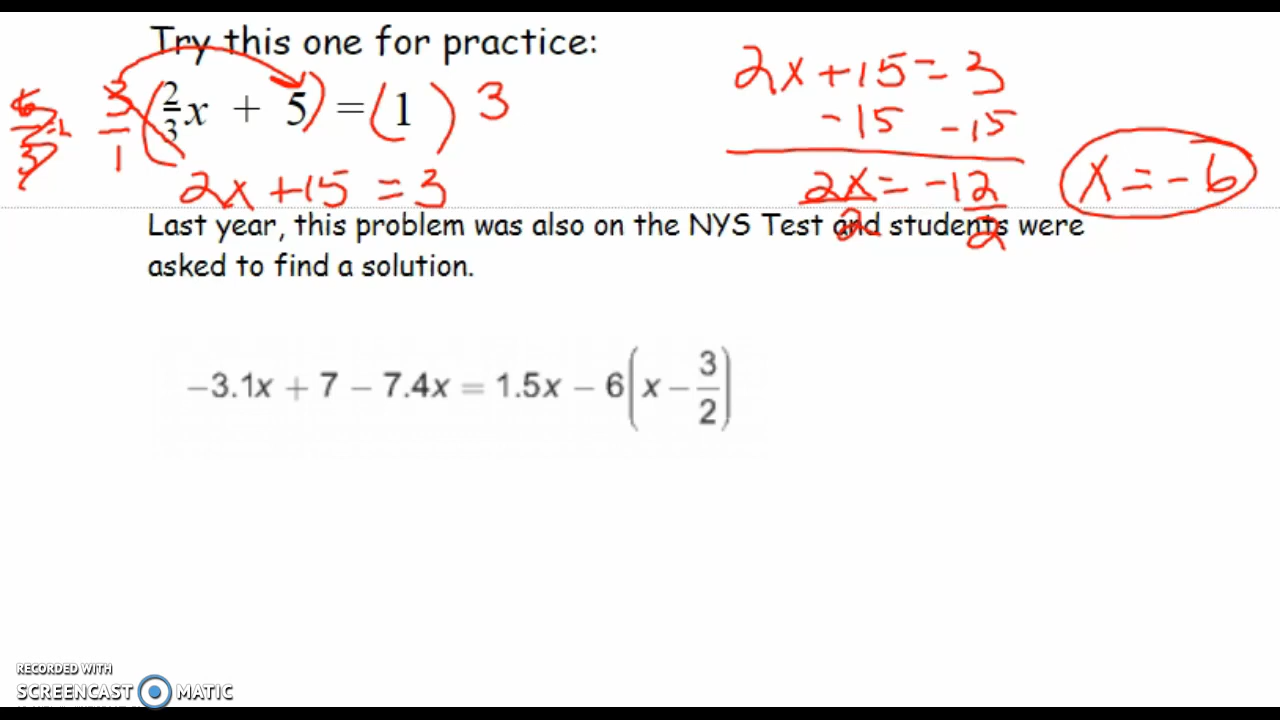 Try this one for practice:
3/1 (2/3 x + 5) = (1) 3
2x + 15 = 3
2x + 15 = 3
-15 -15
2x = -12
2 2
x = -6
Last year, this problem was also on the NYS Test and students were
asked to find a solution.
−3.1x + 7 − 7.4x = 1.5x − 6(x − 3/2)
RECORDED WITH
SCREENCAST MATIC